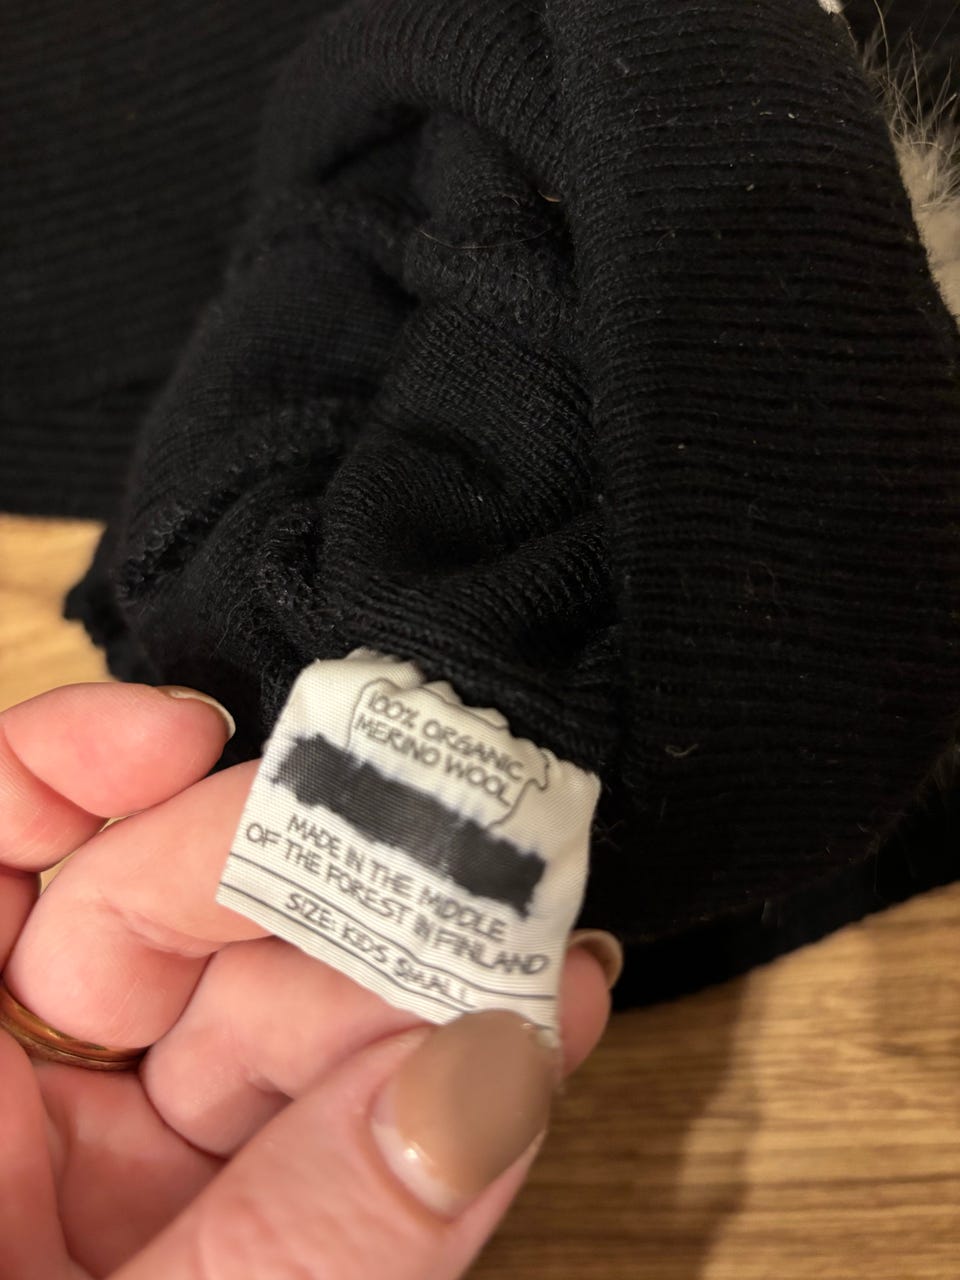 100% ORGANIC
MERINO WOOL
MADE IN THE MIDDLE
OF THE FOREST IN FINLAND
SIZE: KIDS SMALL